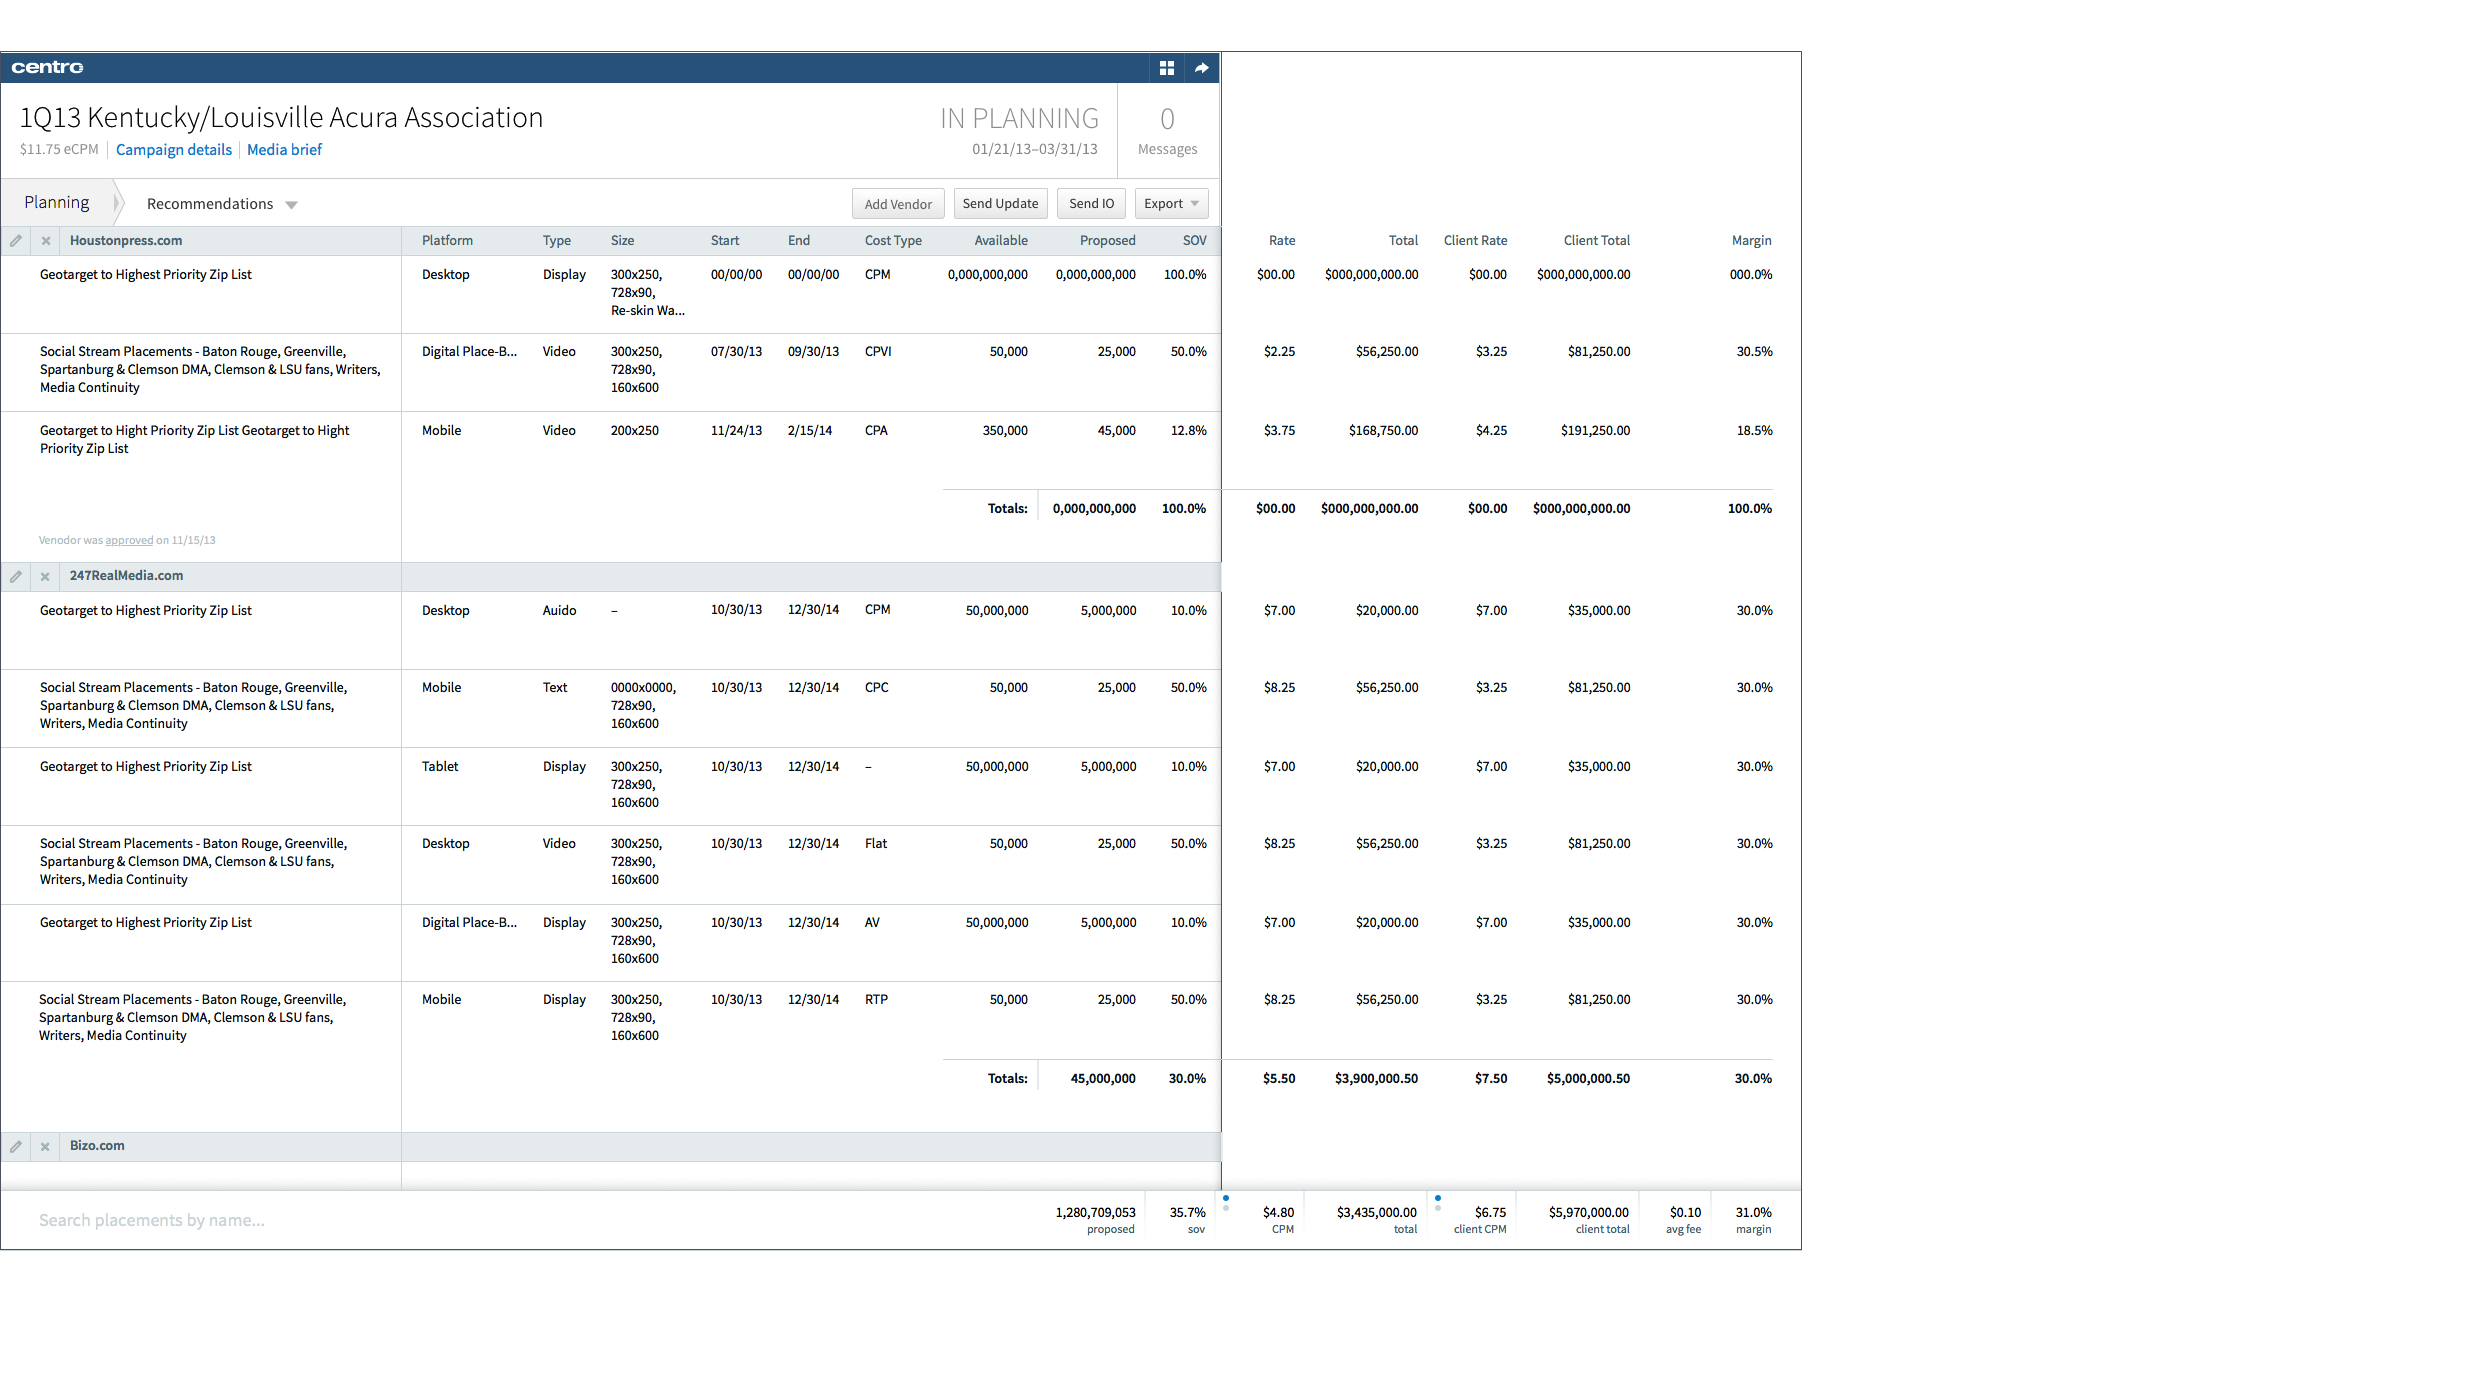 centro
1Q13 Kentucky/Louisville Acura Association
IN PLANNING
0
$11.75 eCPM Campaign details Media brief
01/21/13–03/31/13
Messages
Planning Recommendations Add Vendor Send Update Send IO Export
Houstonpress.com Platform Type Size Start End Cost Type Available Proposed SOV Rate Total Client Rate Client Total Margin
Geotarget to Highest Priority Zip List Desktop Display 300x250, 00/00/00 00/00/00 CPM 0,000,000,000 0,000,000,000 100.0% $00.00 $000,000,000.00 $00.00 $000,000,000.00 000.0%
728x90,
Re-skin Wa...
Social Stream Placements - Baton Rouge, Greenville, Digital Place-B... Video 300x250, 07/30/13 09/30/13 CPVI 50,000 25,000 50.0% $2.25 $56,250.00 $3.25 $81,250.00 30.5%
Spartanburg & Clemson DMA, Clemson & LSU fans, Writers, 728x90,
Media Continuity 160x600
Geotarget to Hight Priority Zip List Geotarget to Hight Mobile Video 200x250 11/24/13 2/15/14 CPA 350,000 45,000 12.8% $3.75 $168,750.00 $4.25 $191,250.00 18.5%
Priority Zip List
Totals: 0,000,000,000 100.0% $00.00 $000,000,000.00 $00.00 $000,000,000.00 100.0%
Venodor was approved on 11/15/13
247RealMedia.com
Geotarget to Highest Priority Zip List Desktop Auido – 10/30/13 12/30/14 CPM 50,000,000 5,000,000 10.0% $7.00 $20,000.00 $7.00 $35,000.00 30.0%
Social Stream Placements - Baton Rouge, Greenville, Mobile Text 0000x0000, 10/30/13 12/30/14 CPC 50,000 25,000 50.0% $8.25 $56,250.00 $3.25 $81,250.00 30.0%
Spartanburg & Clemson DMA, Clemson & LSU fans, 728x90,
Writers, Media Continuity 160x600
Geotarget to Highest Priority Zip List Tablet Display 300x250, 10/30/13 12/30/14 – 50,000,000 5,000,000 10.0% $7.00 $20,000.00 $7.00 $35,000.00 30.0%
728x90,
160x600
Social Stream Placements - Baton Rouge, Greenville, Desktop Video 300x250, 10/30/13 12/30/14 Flat 50,000 25,000 50.0% $8.25 $56,250.00 $3.25 $81,250.00 30.0%
Spartanburg & Clemson DMA, Clemson & LSU fans, 728x90,
Writers, Media Continuity 160x600
Geotarget to Highest Priority Zip List Digital Place-B... Display 300x250, 10/30/13 12/30/14 AV 50,000,000 5,000,000 10.0% $7.00 $20,000.00 $7.00 $35,000.00 30.0%
728x90,
160x600
Social Stream Placements - Baton Rouge, Greenville, Mobile Display 300x250, 10/30/13 12/30/14 RTP 50,000 25,000 50.0% $8.25 $56,250.00 $3.25 $81,250.00 30.0%
Spartanburg & Clemson DMA, Clemson & LSU fans, 728x90,
Writers, Media Continuity 160x600
Totals: 45,000,000 30.0% $5.50 $3,900,000.50 $7.50 $5,000,000.50 30.0%
Bizo.com
Search placements by name... 1,280,709,053 35.7% $4.80 $3,435,000.00 $6.75 $5,970,000.00 $0.10 31.0%
proposed sov CPM total client CPM client total avg fee margin